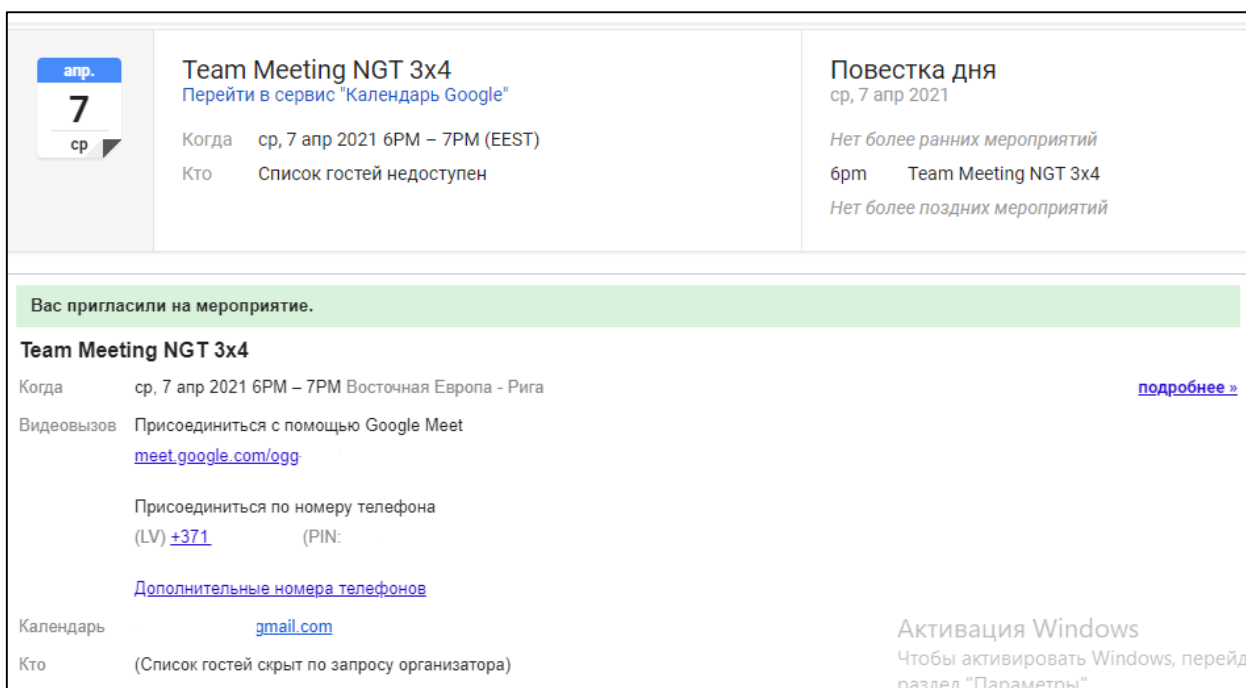 апр.
7
ср
Team Meeting NGT 3x4
Перейти в сервис "Календарь Google"
Когда ср, 7 апр 2021 6PM – 7PM (EEST)
Кто Список гостей недоступен
Повестка дня
ср, 7 апр 2021
Нет более ранних мероприятий
6pm Team Meeting NGT 3x4
Нет более поздних мероприятий
Вас пригласили на мероприятие.
Team Meeting NGT 3x4
Когда ср, 7 апр 2021 6PM – 7PM Восточная Европа - Рига
подробнее »
Видеовызов Присоединиться с помощью Google Meet
meet.google.com/ogg-
Присоединиться по номеру телефона
(LV) +371 (PIN:
Дополнительные номера телефонов
Календарь gmail.com
Кто (Список гостей скрыт по запросу организатора)
Активация Windows
Чтобы активировать Windows, перейд
раздел "Параметры"